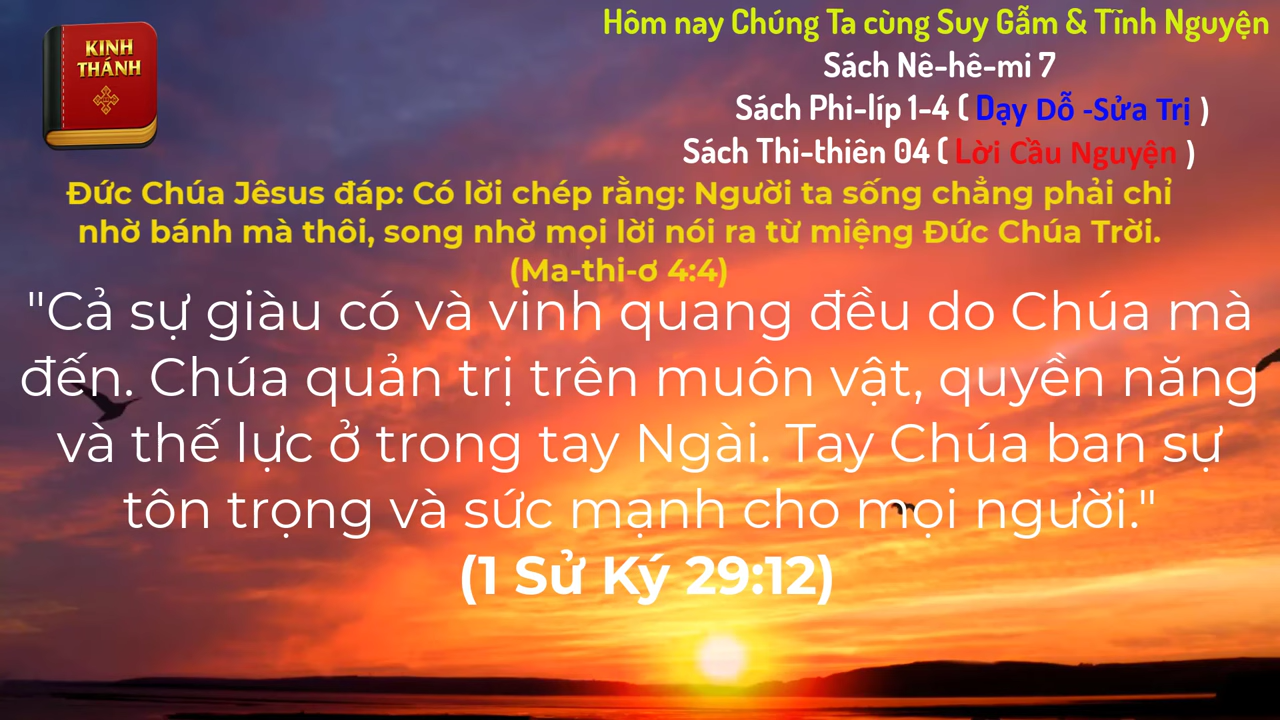 KINH
THÁNH
Hôm nay Chúng Ta cùng Suy Gẫm & Tĩnh Nguyện
Sách Nê-hê-mi 7
Sách Phi-líp 1-4 ( Dạy Dỗ -Sửa Trị )
Sách Thi-thiên 04 ( Lời Cầu Nguyện )
Đức Chúa Jêsus đáp: Có lời chép rằng: Người ta sống chẳng phải chỉ
nhờ bánh mà thôi, song nhờ mọi lời nói ra từ miệng Đức Chúa Trời.
(Ma-thi-ơ 4:4)
"Cả sự giàu có và vinh quang đều do Chúa mà
đến. Chúa quản trị trên muôn vật, quyền năng
và thế lực ở trong tay Ngài. Tay Chúa ban sự
tôn trọng và sức mạnh cho mọi người."
(1 Sử Ký 29:12)